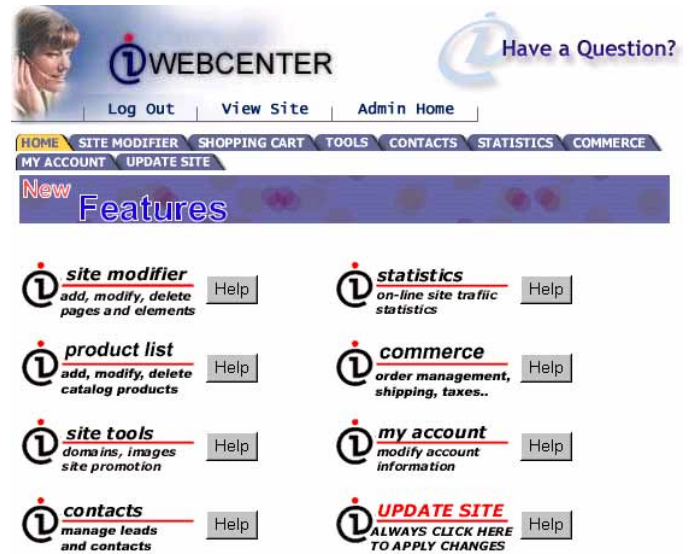 iWEBCENTER
Have a Question?
Log Out | View Site | Admin Home
HOME SITE MODIFIER SHOPPING CART TOOLS CONTACTS STATISTICS COMMERCE
MY ACCOUNT UPDATE SITE
New
Features
site modifier
add, modify, delete
pages and elements
Help
statistics
on-line site trafiic
statistics
Help
product list
add, modify, delete
catalog products
Help
commerce
order management,
shipping, taxes..
Help
site tools
domains, images
site promotion
Help
my account
modify account
information
Help
contacts
manage leads
and contacts
Help
UPDATE SITE
ALWAYS CLICK HERE
TO APPLY CHANGES
Help